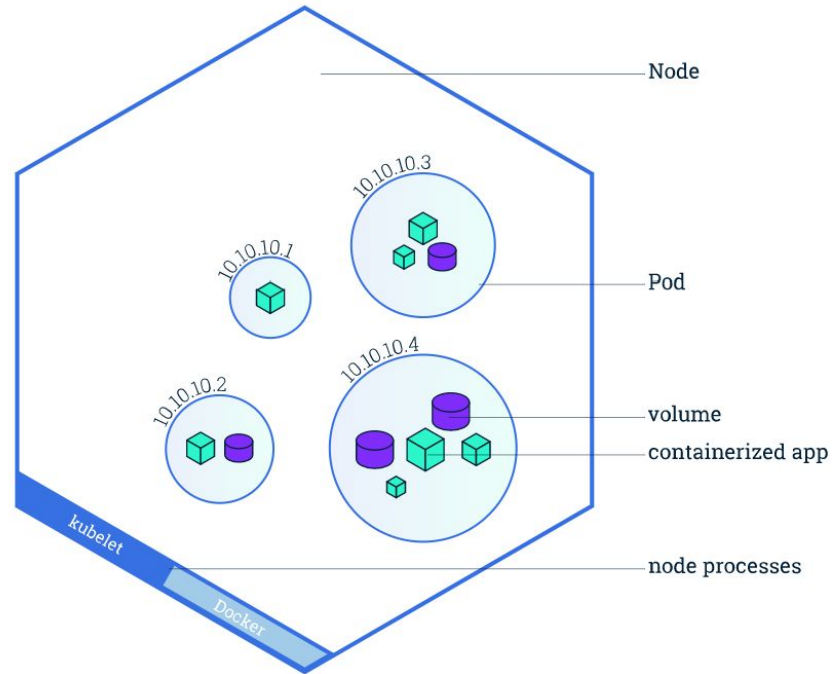 Node
10.10.10.3
10.10.10.1
Pod
10.10.10.4
10.10.10.2
volume
containerized app
kubelet
node processes
Docker